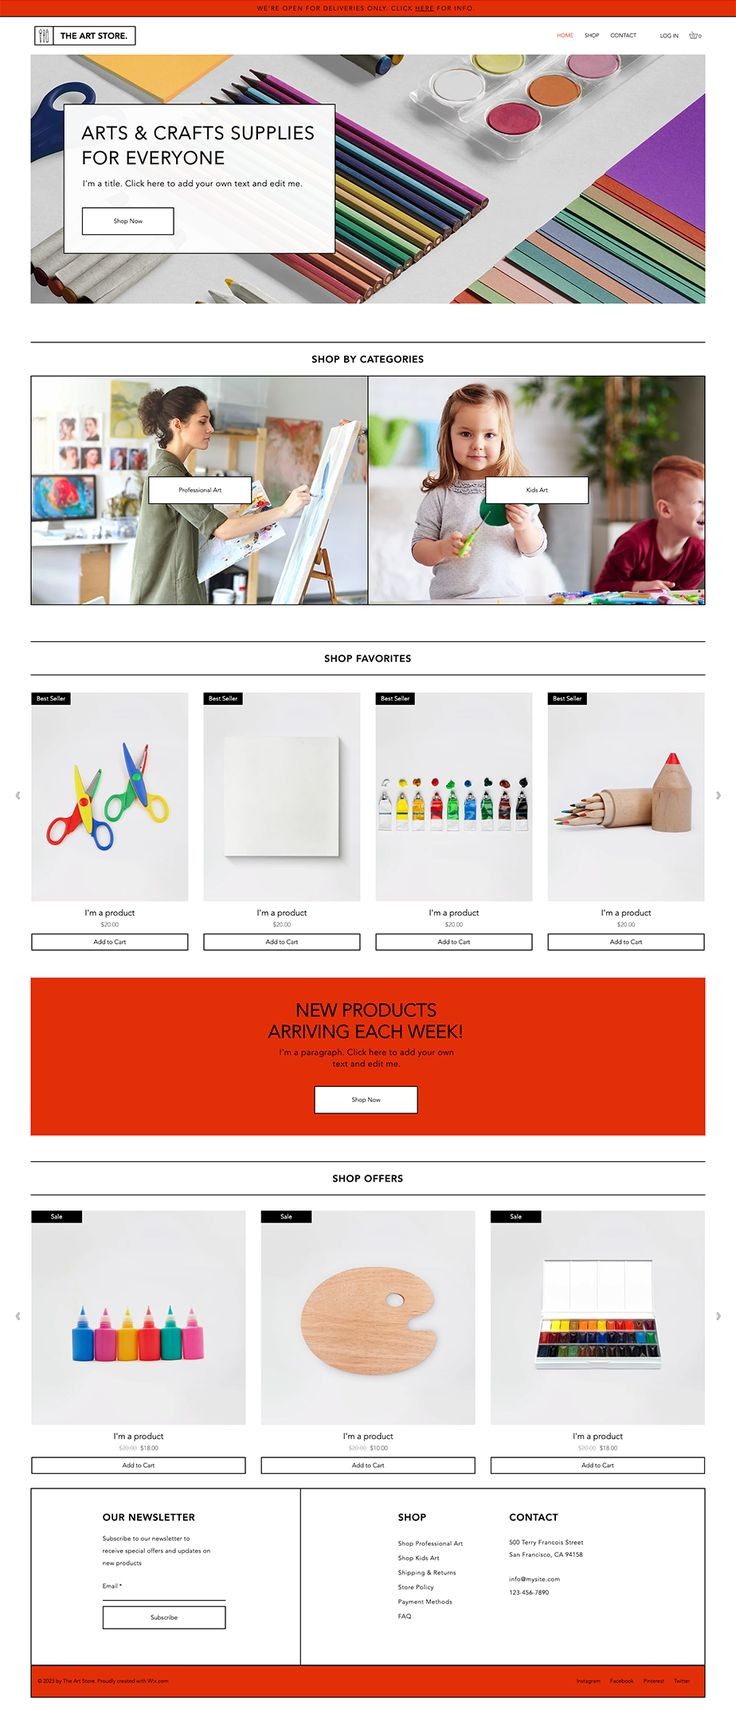 WE'RE OPEN FOR DELIVERIES ONLY. CLICK HERE FOR INFO.
THE ART STORE.
HOME SHOP CONTACT LOG IN 0
ARTS & CRAFTS SUPPLIES
FOR EVERYONE
I'm a title. Click here to add your own text and edit me.
Shop Now
SHOP BY CATEGORIES
Professional Art
Kids Art
SHOP FAVORITES
Best Seller Best Seller Best Seller Best Seller
I'm a product I'm a product I'm a product I'm a product
$20.00 $20.00 $20.00 $20.00
Add to Cart Add to Cart Add to Cart Add to Cart
NEW PRODUCTS
ARRIVING EACH WEEK!
I'm a paragraph. Click here to add your own
text and edit me.
Shop Now
SHOP OFFERS
Sale Sale Sale
I'm a product I'm a product I'm a product
$20.00 $18.00 $20.00 $10.00 $20.00 $18.00
Add to Cart Add to Cart Add to Cart
OUR NEWSLETTER
Subscribe to our newsletter to
receive special offers and updates on
new products
Email *
Subscribe
SHOP
Shop Professional Art
Shop Kids Art
Shipping & Returns
Store Policy
Payment Methods
FAQ
CONTACT
500 Terry Francois Street
San Francisco, CA 94158
info@mysite.com
123-456-7890
© 2023 by The Art Store. Proudly created with Wix.com
Instagram Facebook Pinterest Twitter